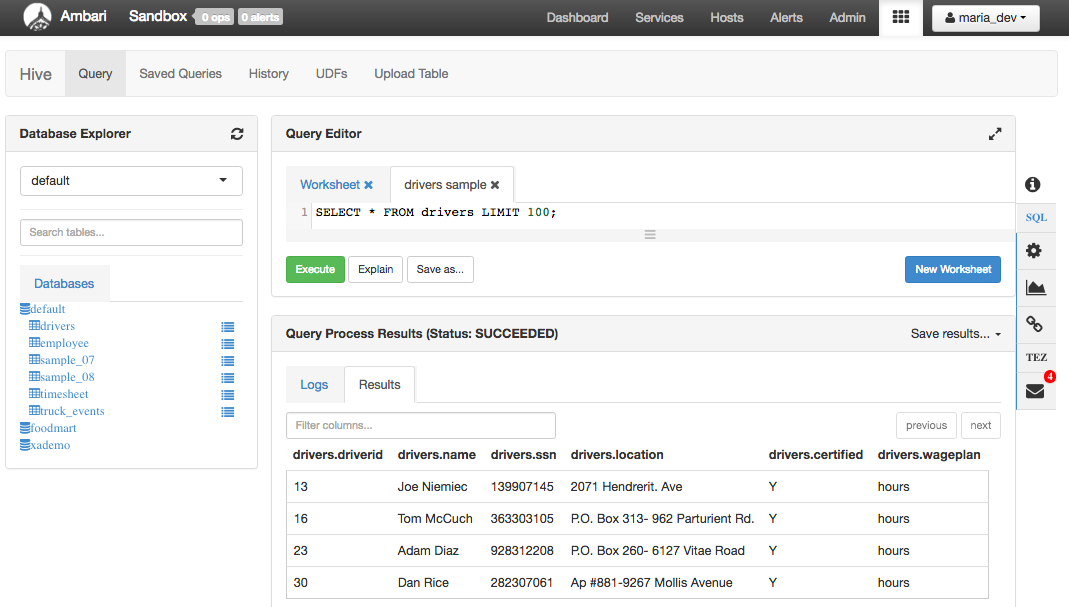 Ambari Sandbox 0 ops 0 alerts Dashboard Services Hosts Alerts Admin maria_dev
Hive Query Saved Queries History UDFs Upload Table
Database Explorer
default
Search tables...
Databases
default
drivers
employee
sample_07
sample_08
timesheet
truck_events
foodmart
xademo
Query Editor
Worksheet drivers sample
1 SELECT * FROM drivers LIMIT 100;
Execute Explain Save as... New Worksheet
Query Process Results (Status: SUCCEEDED) Save results...
Logs Results
Filter columns... previous next
drivers.driverid drivers.name drivers.ssn drivers.location drivers.certified drivers.wageplan
13 Joe Niemiec 139907145 2071 Hendrerit. Ave Y hours
16 Tom McCuch 363303105 P.O. Box 313- 962 Parturient Rd. Y hours
23 Adam Diaz 928312208 P.O. Box 260- 6127 Vitae Road Y hours
30 Dan Rice 282307061 Ap #881-9267 Mollis Avenue Y hours
SQL
TEZ
4